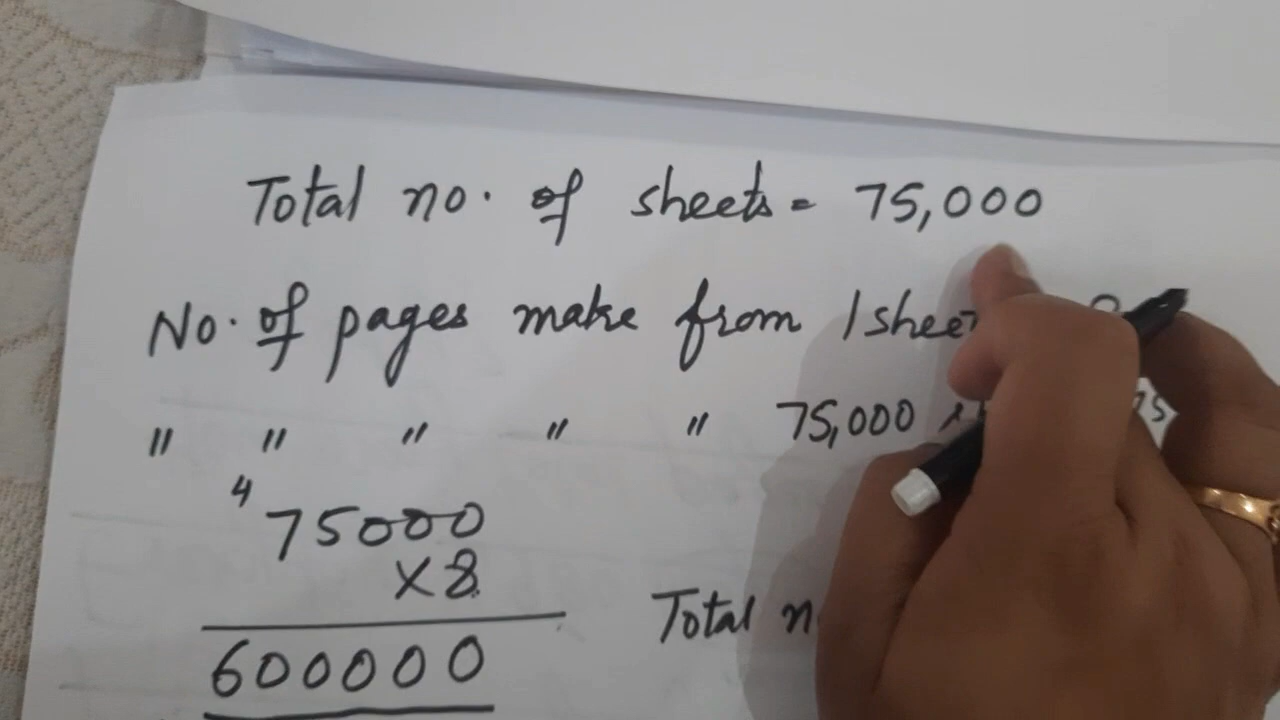 Total no. of sheets = 75,000
No. of pages make from 1 sheet
" " " " " 75,000
4
75000
×8
600000
Total